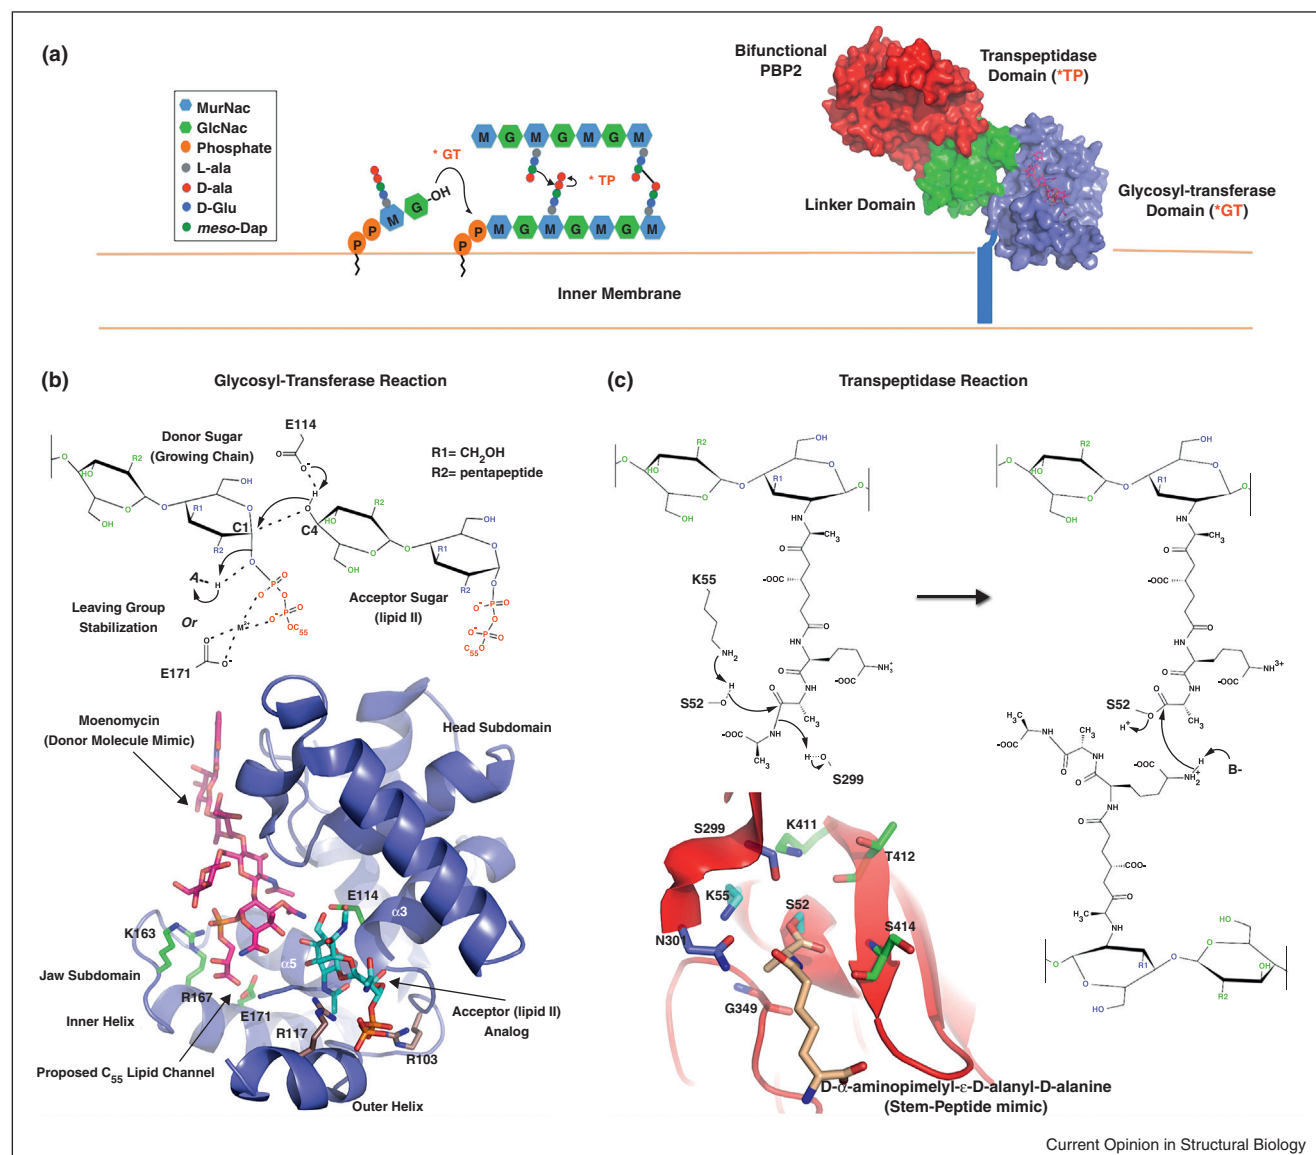 (a)
MurNac
GlcNac
Phosphate
L-ala
D-ala
D-Glu
meso-Dap
* GT
M G M G M G M
G -OH
M
P
P
* TP
P
P M G M G M G M
Inner Membrane
Bifunctional
PBP2
Transpeptidase
Domain (*TP)
Linker Domain
Glycosyl-transferase
Domain (*GT)
(b)
Glycosyl-Transferase Reaction
Donor Sugar
(Growing Chain)
E114
R1= CH2OH
R2= pentapeptide
C1
C4
A--
H
Leaving Group
Stabilization
Or
M2+
E171
Acceptor Sugar
(lipid II)
C55
C55
Moenomycin
(Donor Molecule Mimic)
Head Subdomain
E114
α3
α5
K163
Jaw Subdomain
R167
Inner Helix
E171
R117
R103
Acceptor (lipid II)
Analog
Proposed C55 Lipid Channel
Outer Helix
(c)
Transpeptidase Reaction
K55
NH2
S52
S299
S52
B-
S299
K411
T412
K55
S52
S414
N301
G349
D-α-aminopimelyl-ε-D-alanyl-D-alanine
(Stem-Peptide mimic)
Current Opinion in Structural Biology